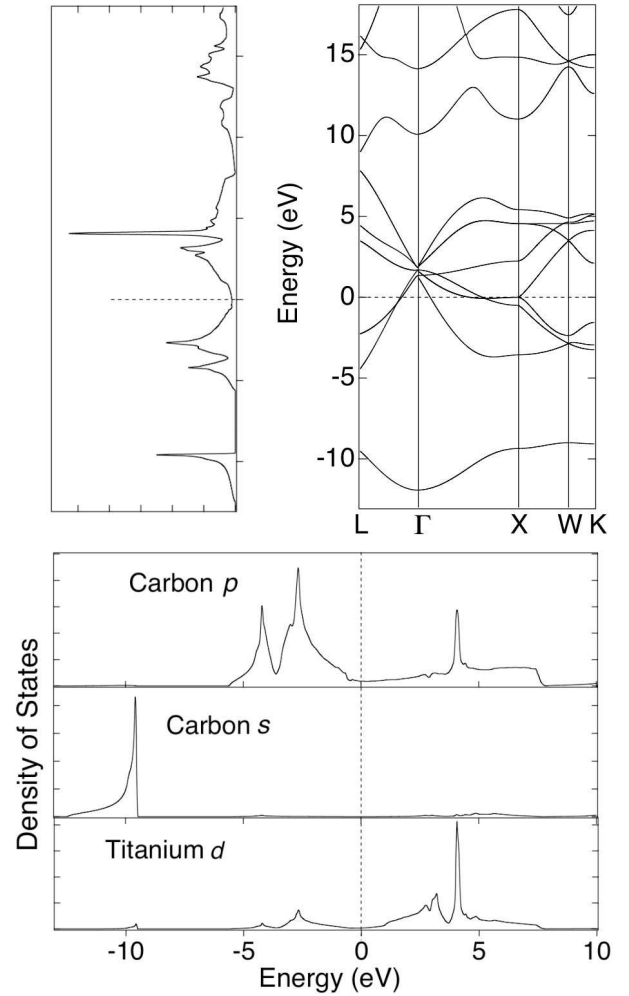 Energy (eV)
15
10
5
0
-5
-10
L Γ X W K
Density of States
Carbon p
Carbon s
Titanium d
-10 -5 0 5 10
Energy (eV)